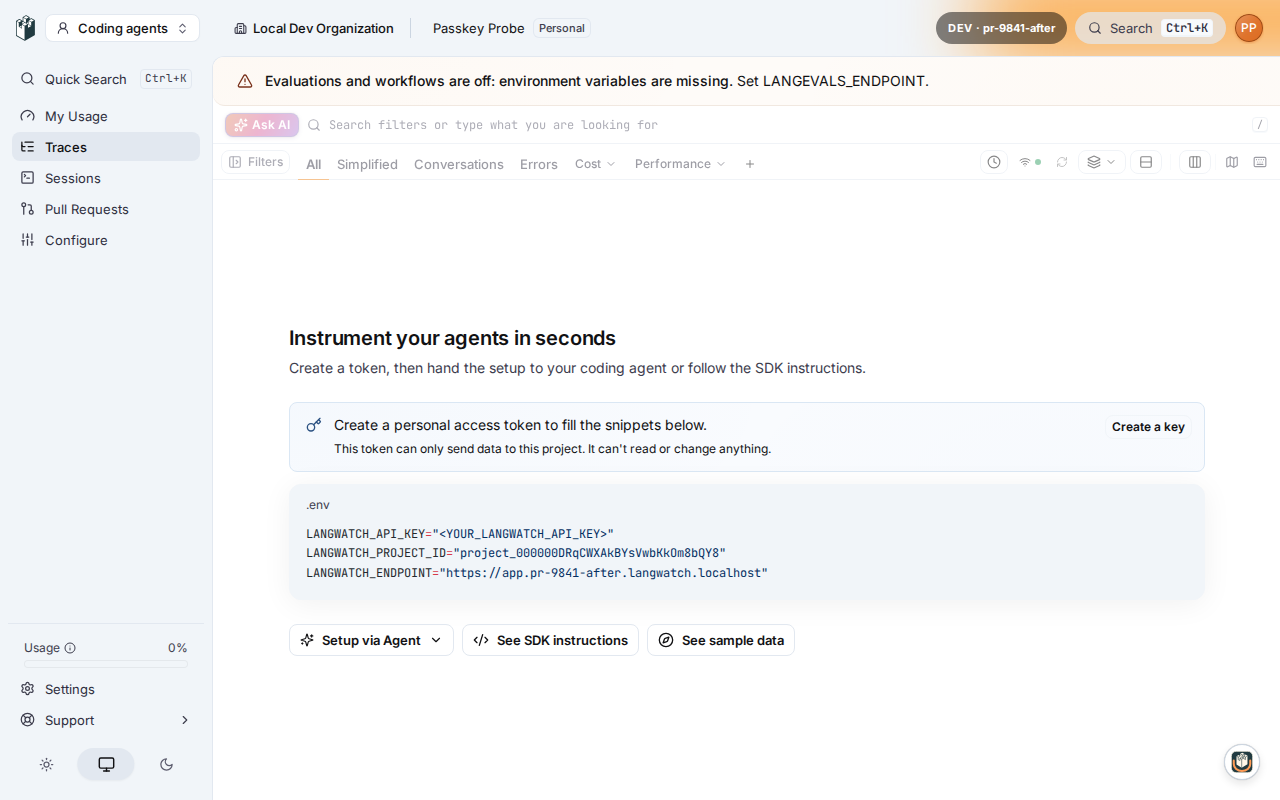 Coding agents
Local Dev Organization
Passkey Probe
Personal
DEV · pr-9841-after
Search
Ctrl+K
PP
Quick Search
Ctrl+K
My Usage
Traces
Sessions
Pull Requests
Configure
Evaluations and workflows are off: environment variables are missing. Set LANGEVALS_ENDPOINT.
Ask AI
Search filters or type what you are looking for
/
Filters
All
Simplified
Conversations
Errors
Cost
Performance
Instrument your agents in seconds
Create a token, then hand the setup to your coding agent or follow the SDK instructions.
Create a personal access token to fill the snippets below.
This token can only send data to this project. It can't read or change anything.
Create a key
.env
LANGWATCH_API_KEY="<YOUR_LANGWATCH_API_KEY>"
LANGWATCH_PROJECT_ID="project_000000DRqCWXAkBYsVwbKkOm8bQY8"
LANGWATCH_ENDPOINT="https://app.pr-9841-after.langwatch.localhost"
Setup via Agent
See SDK instructions
See sample data
Usage
0%
Settings
Support